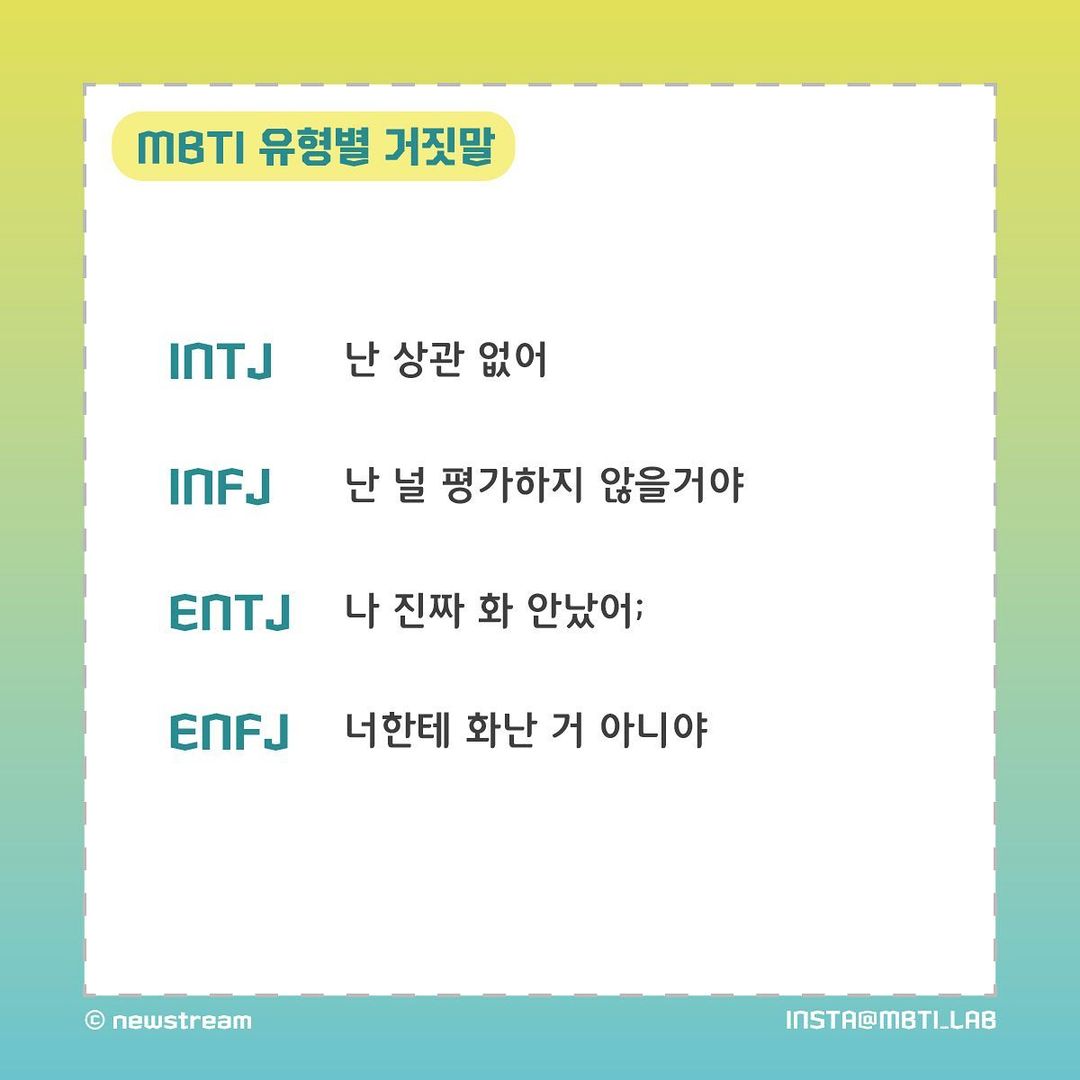 MBTI 유형별 거짓말
INTJ 난 상관 없어
INFJ 난 널 평가하지 않을거야
ENTJ 나 진짜 화 안났어;
ENFJ 너한테 화난 거 아니야
© newstream INSTA@MBTI_LAB